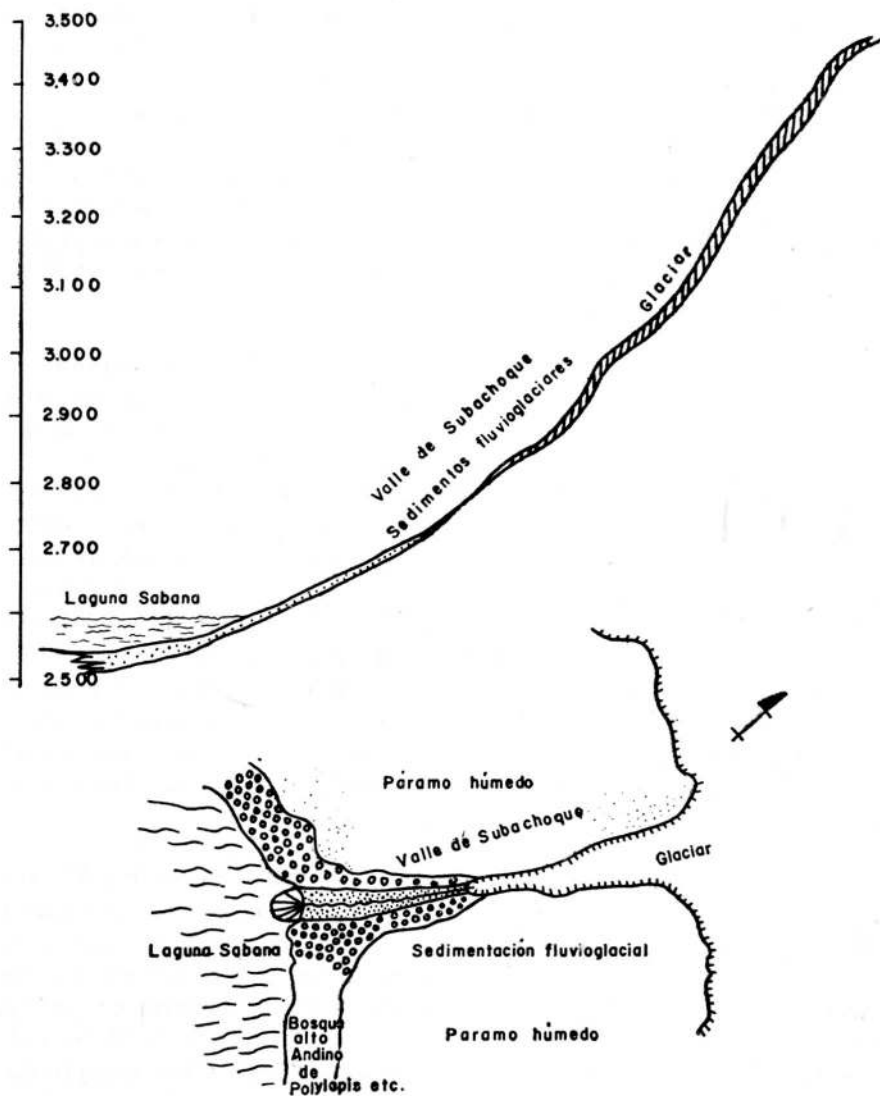 3.500
3.400
3.300
3.200
3.100
3.000
2.900
2.800
2.700
2.500
Glaciar
Valle de Subachoque
Sedimentos fluvioglaciares
Laguna Sabana
Páramo húmedo
Valle de Subachoque
Glaciar
Laguna Sabana
Sedimentación fluvioglacial
Bosque
alto
Andino
de
Polylapis etc.
Paramo húmedo